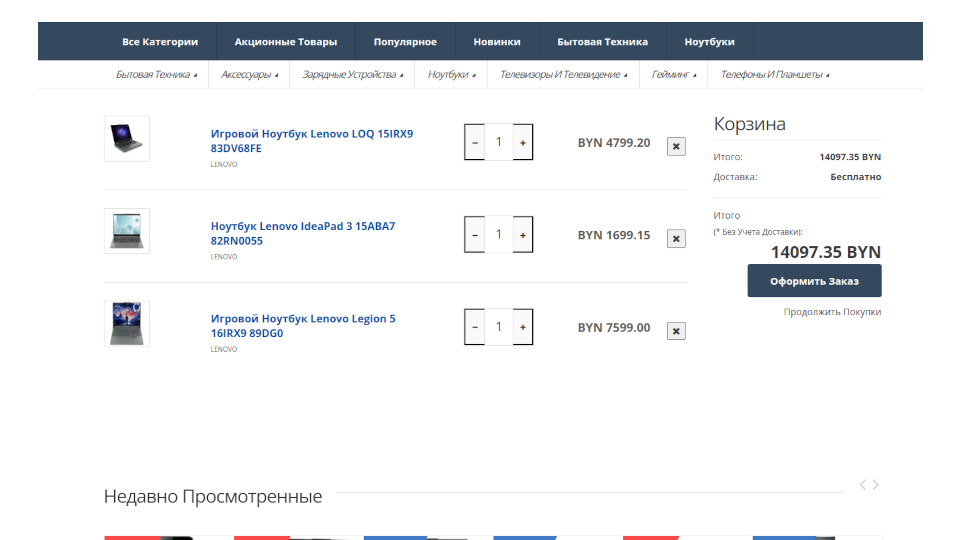 Все Категории Акционные Товары Популярное Новинки Бытовая Техника Ноутбуки
Бытовая Техника Аксессуары Зарядные Устройства Ноутбуки Телевизоры И Телевидение Гейминг Телефоны И Планшеты
Игровой Ноутбук Lenovo LOQ 15IRX9
83DV68FE
LENOVO
− 1 +
BYN 4799.20
×
Ноутбук Lenovo IdeaPad 3 15ABA7
82RN0055
LENOVO
− 1 +
BYN 1699.15
×
Игровой Ноутбук Lenovo Legion 5
16IRX9 89DG0
LENOVO
− 1 +
BYN 7599.00
×
Корзина
Итого: 14097.35 BYN
Доставка: Бесплатно
Итого
(* Без Учета Доставки):
14097.35 BYN
Оформить Заказ
Продолжить Покупки
Недавно Просмотренные